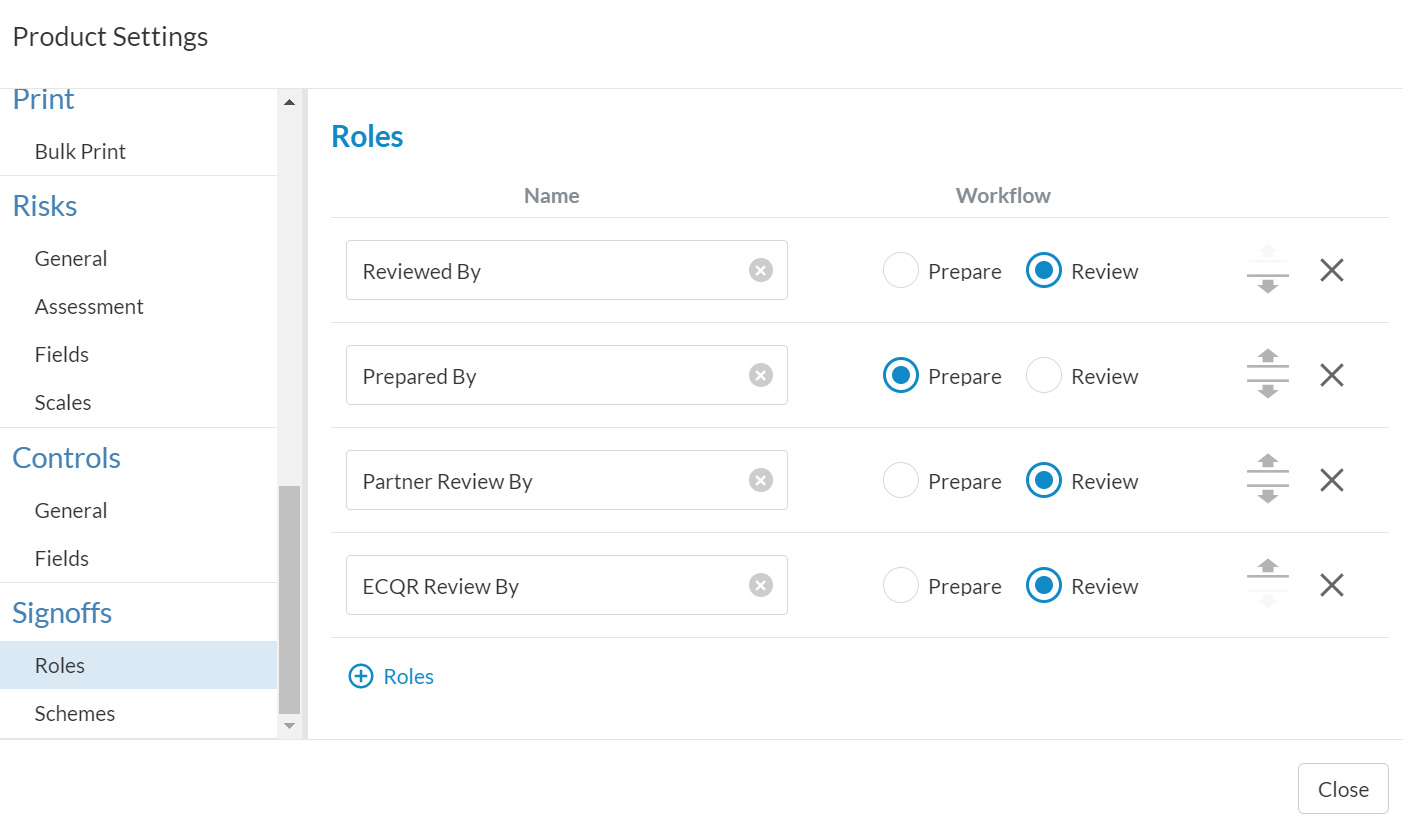 Product Settings
Print
Bulk Print
Risks
General
Assessment
Fields
Scales
Controls
General
Fields
Signoffs
Roles
Schemes
Roles
Name Workflow
Reviewed By Prepare Review
Prepared By Prepare Review
Partner Review By Prepare Review
ECQR Review By Prepare Review
Roles
Close